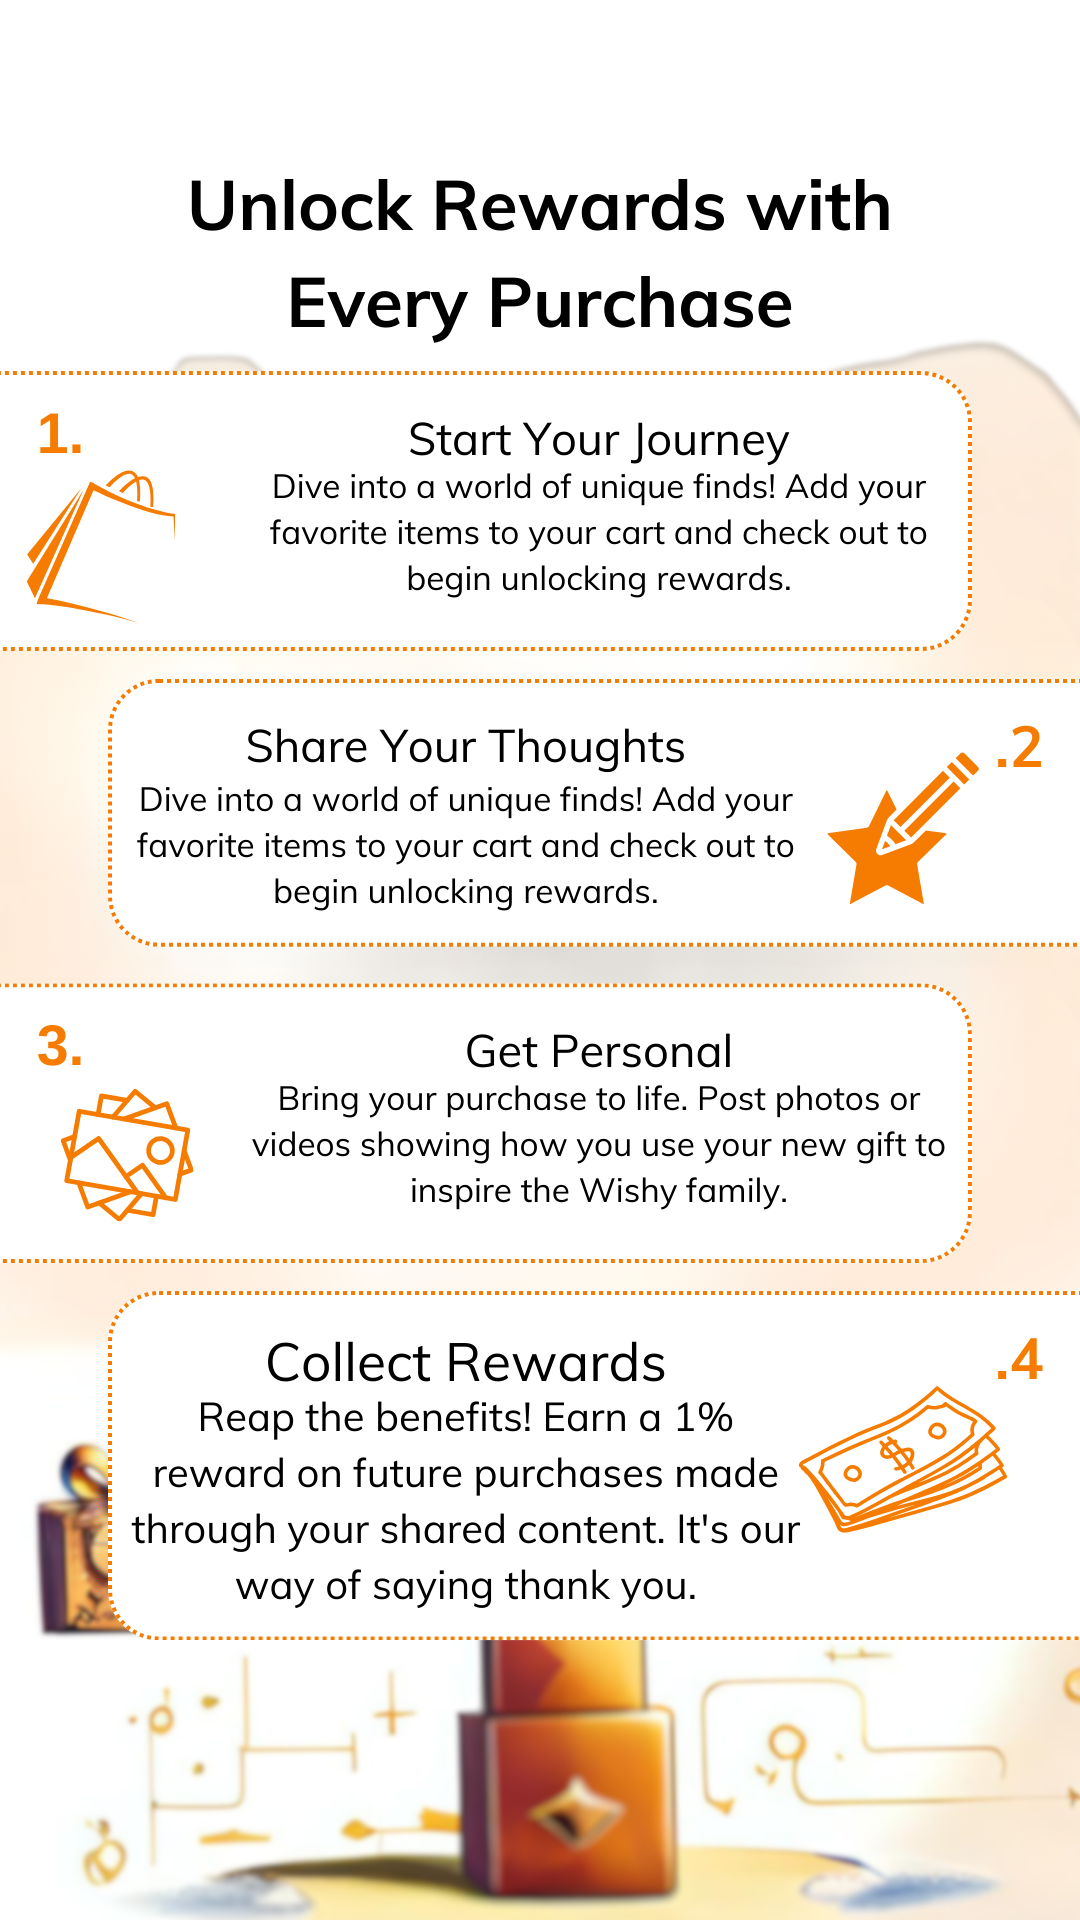 Unlock Rewards with
Every Purchase
1.
Start Your Journey
Dive into a world of unique finds! Add your
favorite items to your cart and check out to
begin unlocking rewards.
.2
Share Your Thoughts
Dive into a world of unique finds! Add your
favorite items to your cart and check out to
begin unlocking rewards.
3.
Get Personal
Bring your purchase to life. Post photos or
videos showing how you use your new gift to
inspire the Wishy family.
.4
Collect Rewards
Reap the benefits! Earn a 1%
reward on future purchases made
through your shared content. It's our
way of saying thank you.